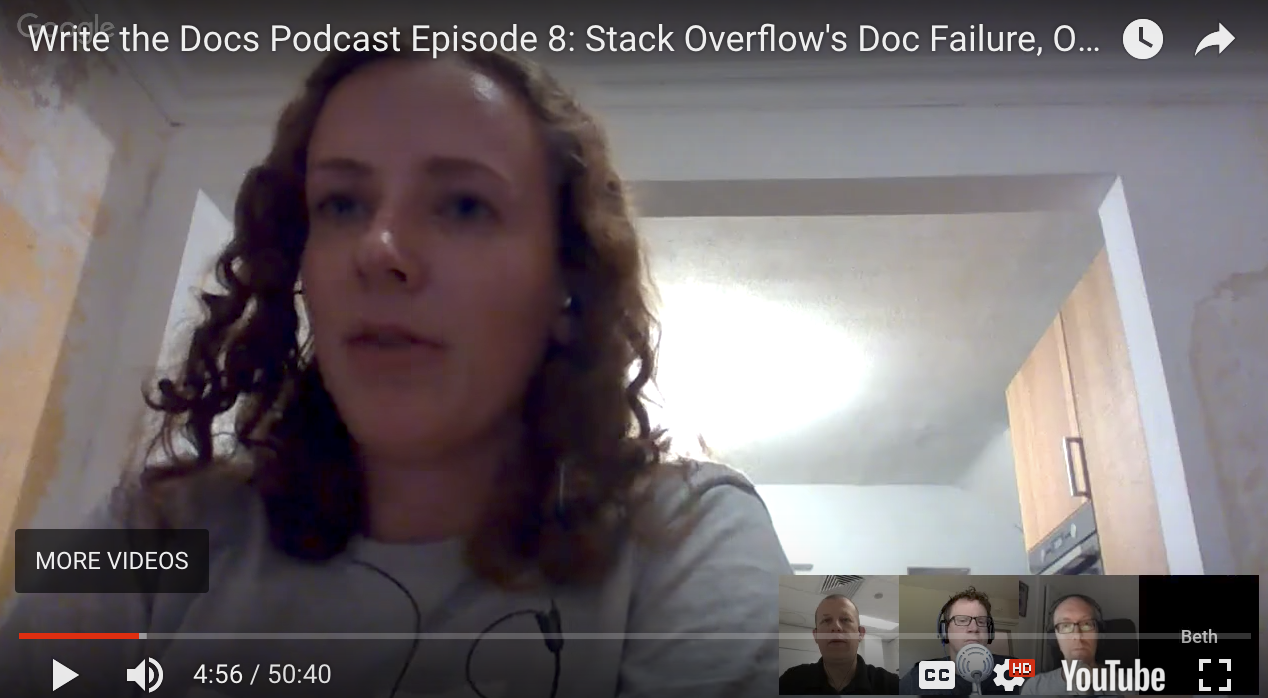 Google
Write the Docs Podcast Episode 8: Stack Overflow's Doc Failure, O...
MORE VIDEOS
Beth
4:56 / 50:40
CC
HD
YouTube